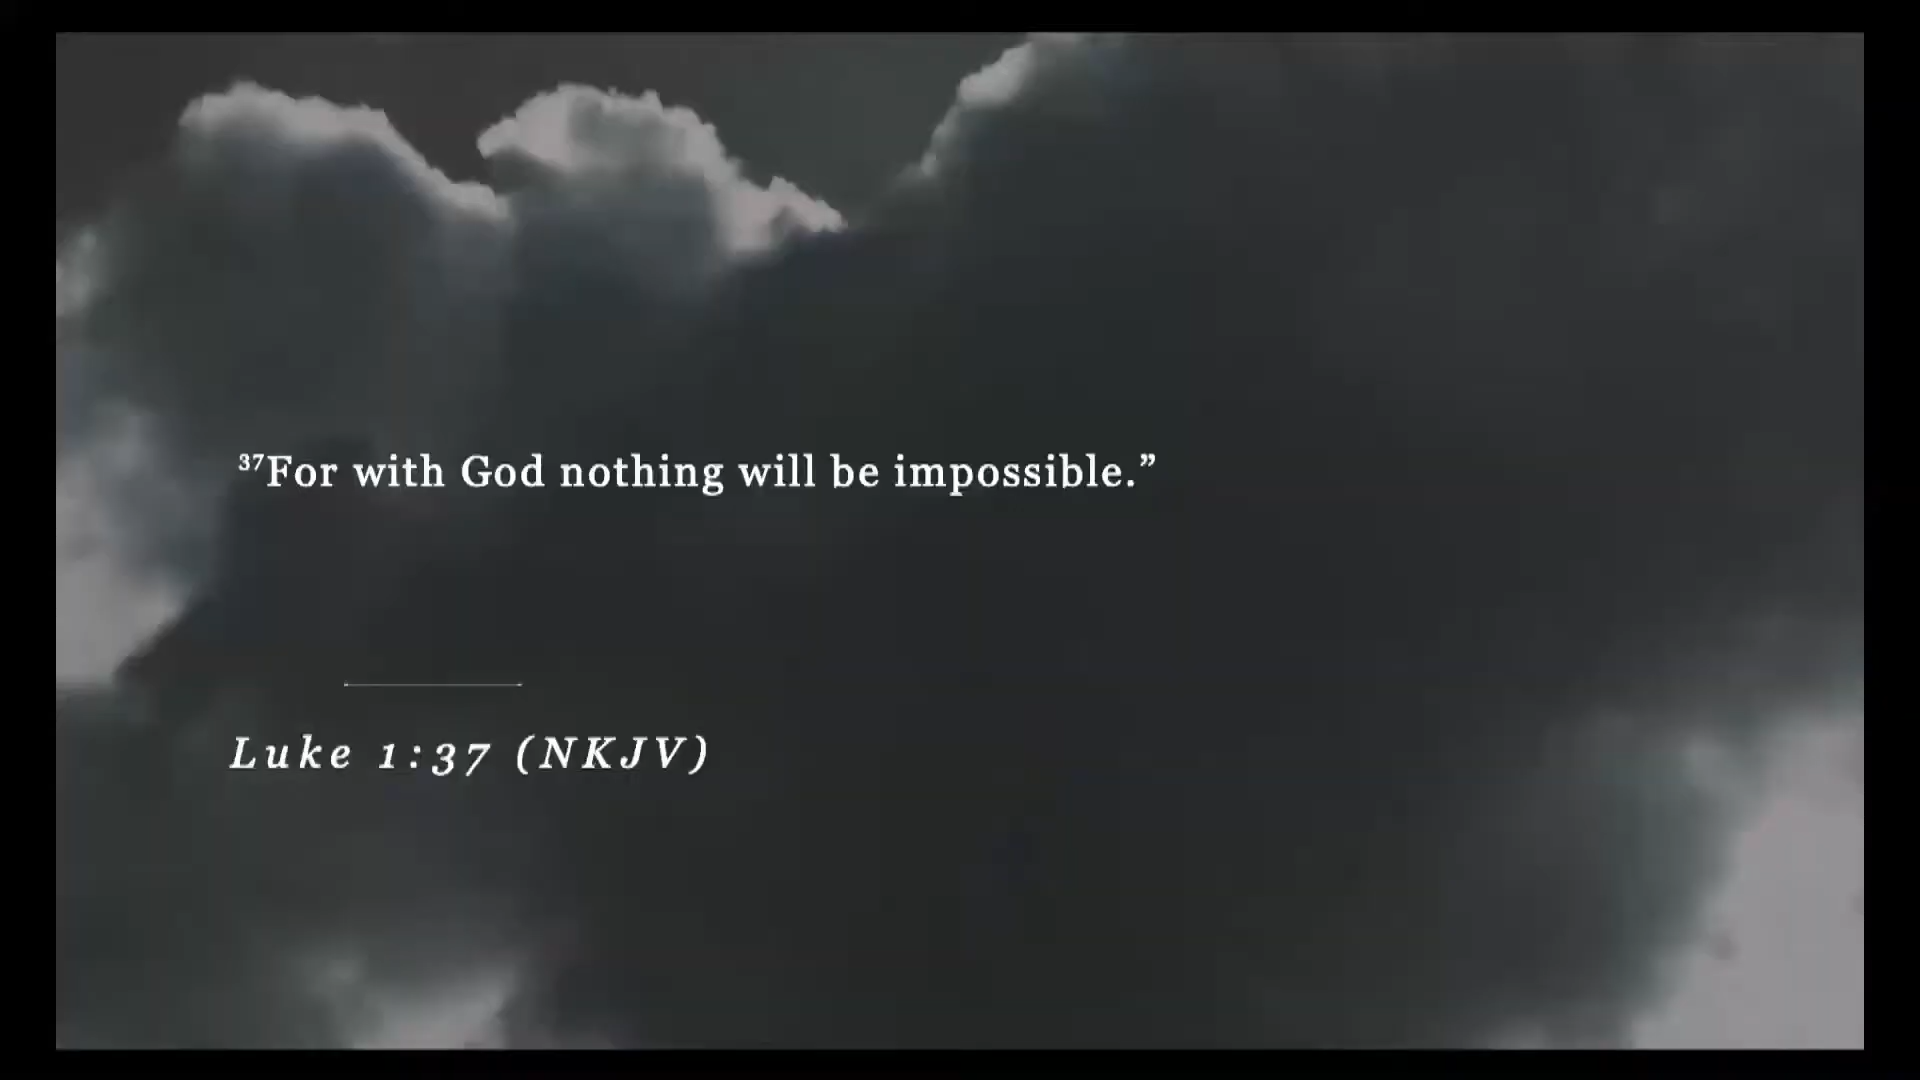 ³⁷For with God nothing will be impossible.”
Luke 1:37 (NKJV)